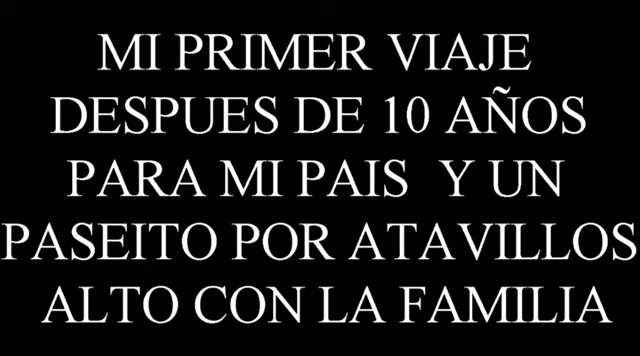 MI PRIMER VIAJE
DESPUES DE 10 AÑOS
PARA MI PAIS Y UN
PASEITO POR ATAVILLOS
ALTO CON LA FAMILIA